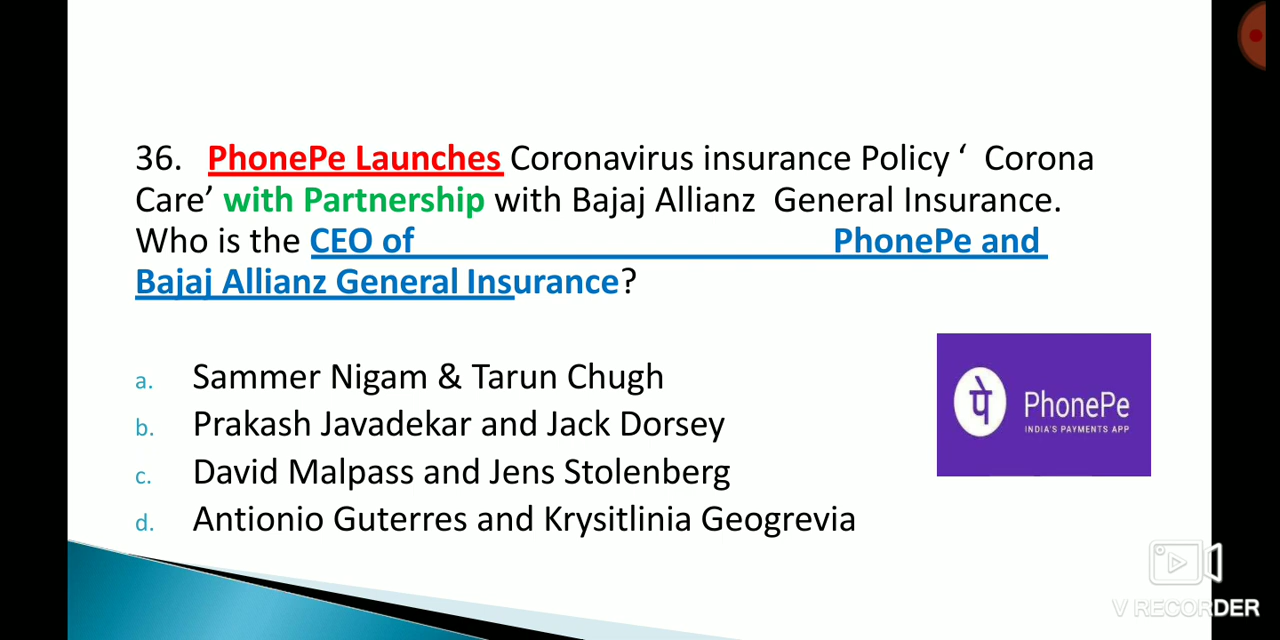 36. PhonePe Launches Coronavirus insurance Policy ‘ Corona
Care’ with Partnership with Bajaj Allianz General Insurance.
Who is the CEO of PhonePe and
Bajaj Allianz General Insurance?
a. Sammer Nigam & Tarun Chugh
b. Prakash Javadekar and Jack Dorsey
c. David Malpass and Jens Stolenberg
d. Antionio Guterres and Krysitlinia Geogrevia
पे PhonePe
INDIA'S PAYMENTS APP
V RECORDER